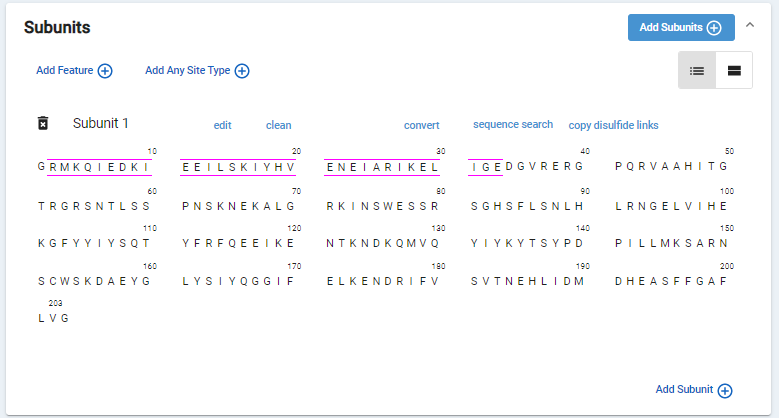 Subunits
Add Subunits
Add Feature
Add Any Site Type
Subunit 1
edit
clean
convert
sequence search
copy disulfide links
10 20 30 40 50
G R M K Q I E D K I E E I L S K I Y H V E N E I A R I K E L I G E D G V R E R G P Q R V A A H I T G
60 70 80 90 100
T R G R S N T L S S P N S K N E K A L G R K I N S W E S S R S G H S F L S N L H L R N G E L V I H E
110 120 130 140 150
K G F Y Y I Y S Q T Y F R F Q E E I K E N T K N D K Q M V Q Y I Y K Y T S Y P D P I L L M K S A R N
160 170 180 190 200
S C W S K D A E Y G L Y S I Y Q G G I F E L K E N D R I F V S V T N E H L I D M D H E A S F F G A F
203
L V G
Add Subunit